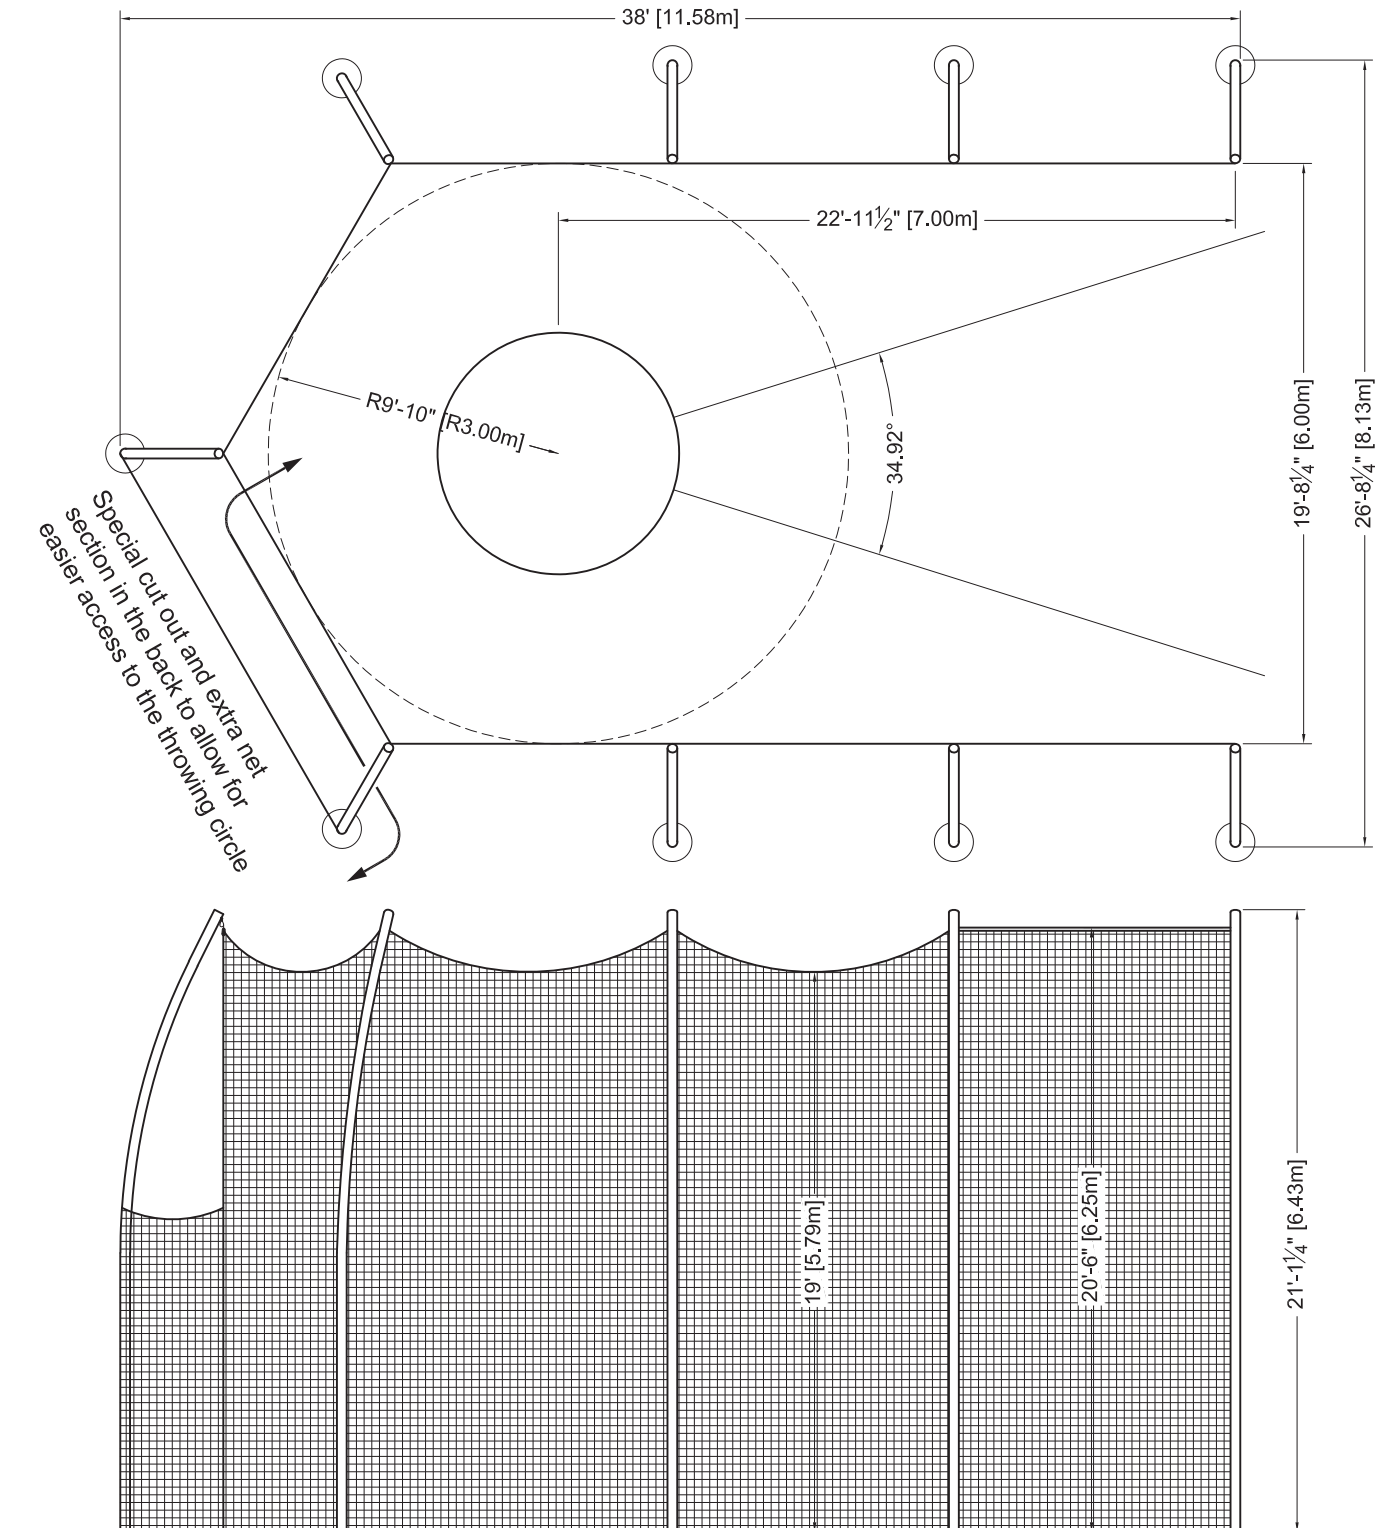 38' [11.58m]
22'-11½" [7.00m]
R9'-10" [R3.00m]
34.92°
19'-8¼" [6.00m]
26'-8¼" [8.13m]
Special cut out and extra net
section in the back to allow for
easier access to the throwing circle
19' [5.79m]
20'-6" [6.25m]
21'-1¼" [6.43m]